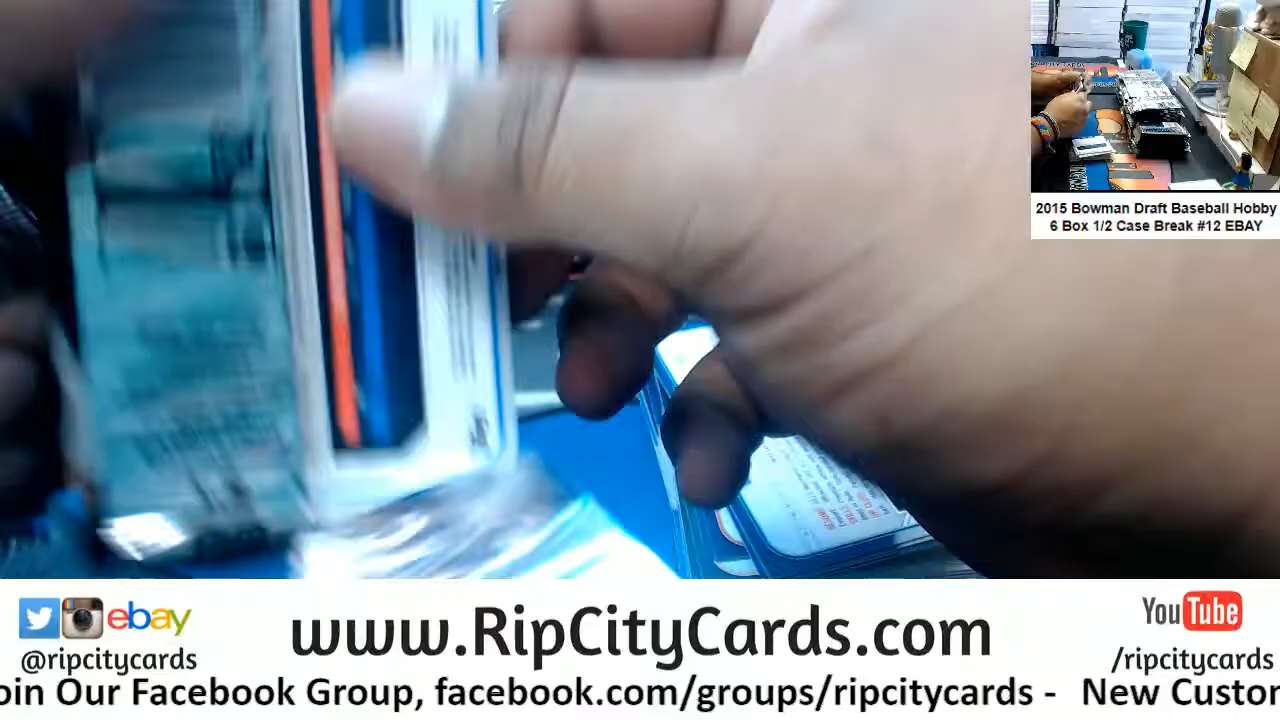 2015 Bowman Draft Baseball Hobby
6 Box 1/2 Case Break #12 EBAY
ebay
@ripcitycards
www.RipCityCards.com
YouTube
/ripcitycards
oin Our Facebook Group, facebook.com/groups/ripcitycards - New Custor